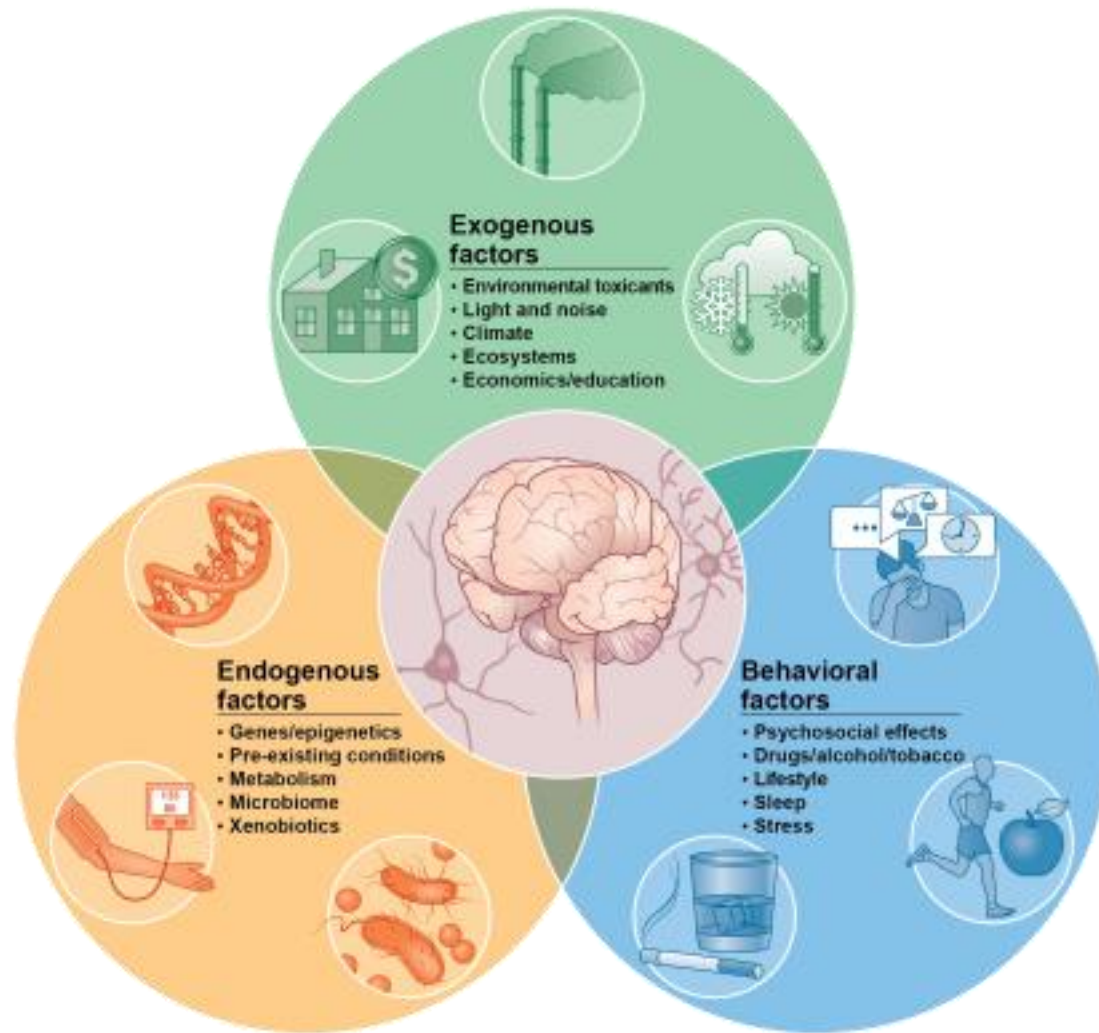 $
Exogenous
factors
• Environmental toxicants
• Light and noise
• Climate
• Ecosystems
• Economics/education
Endogenous
factors
• Genes/epigenetics
• Pre-existing conditions
• Metabolism
• Microbiome
• Xenobiotics
Behavioral
factors
• Psychosocial effects
• Drugs/alcohol/tobacco
• Lifestyle
• Sleep
• Stress